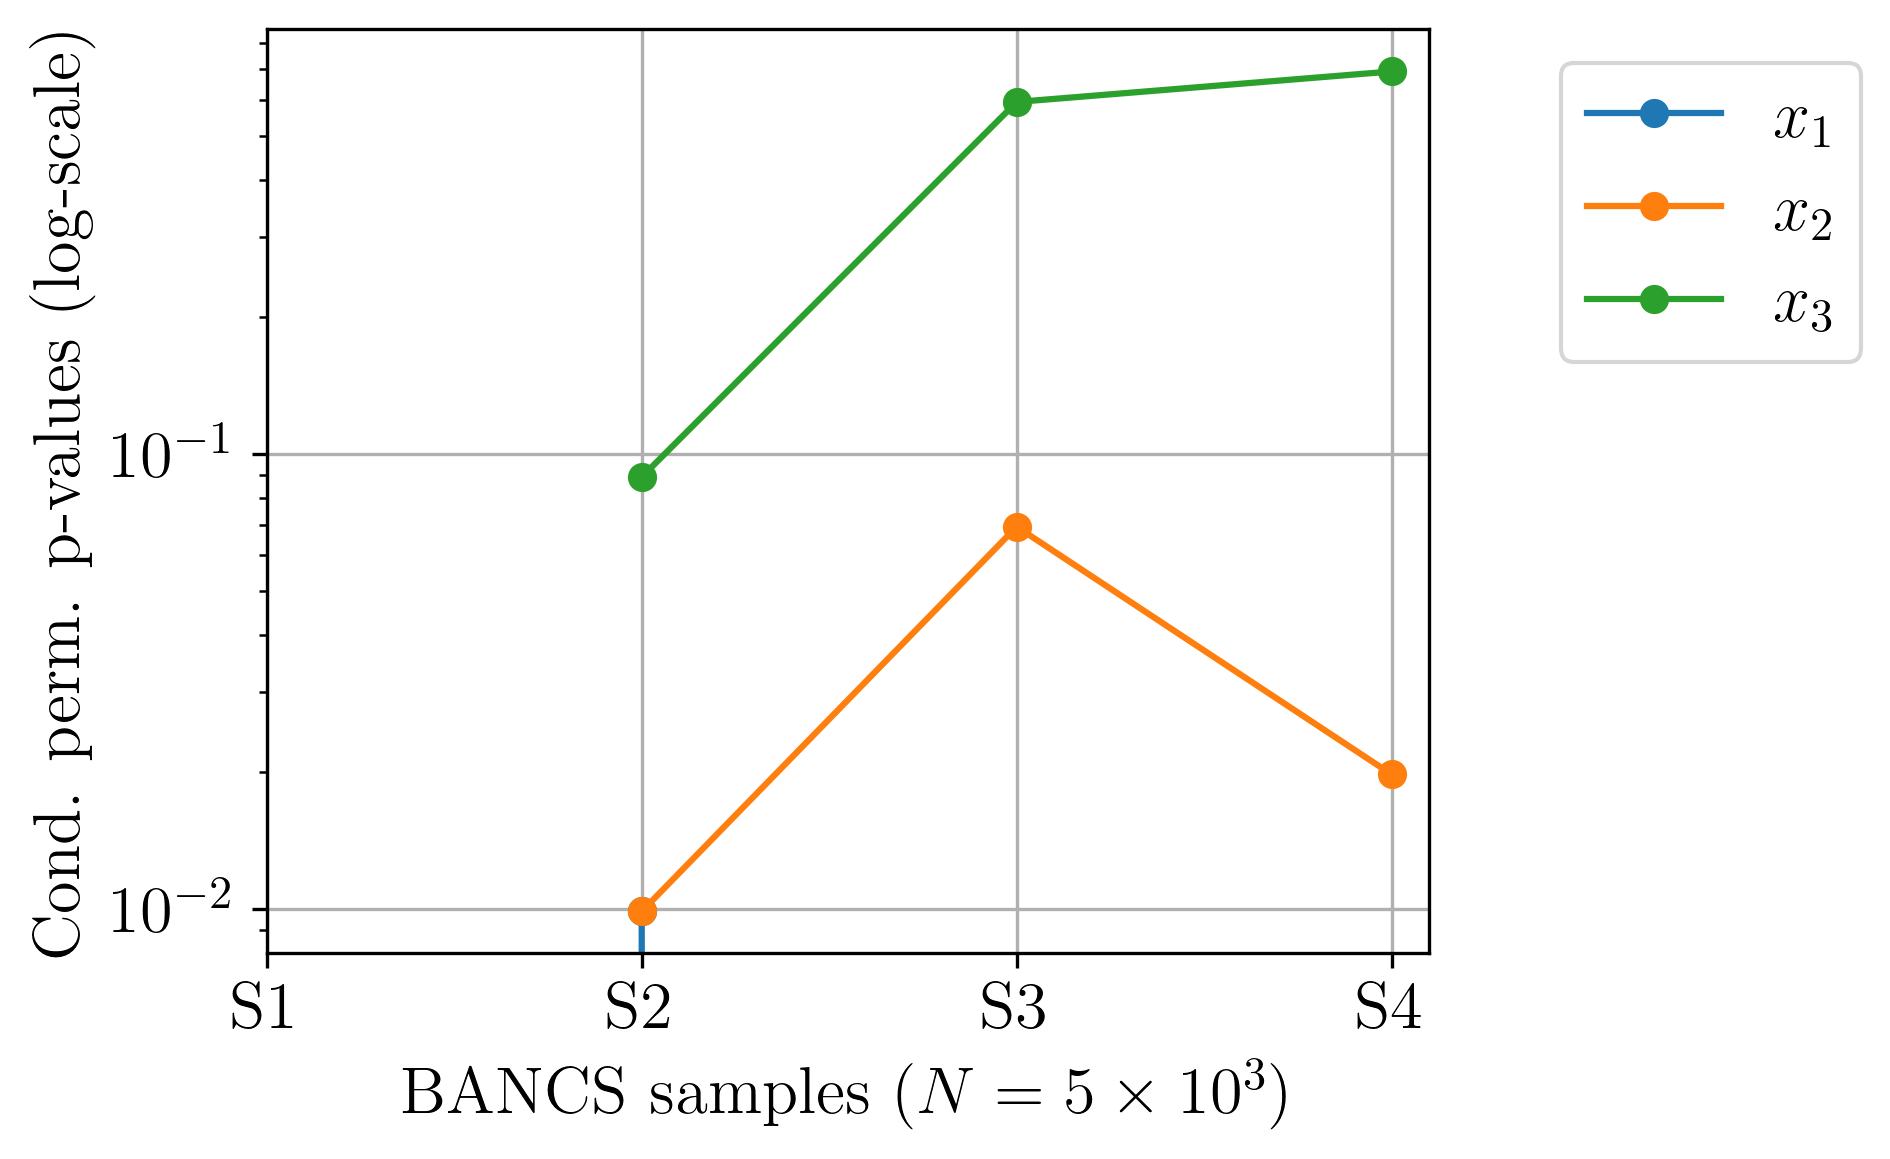 Cond. perm. p-values (log-scale)
10⁻¹
10⁻²
S1 S2 S3 S4
BANCS samples (N = 5 × 10³)
x₁
x₂
x₃